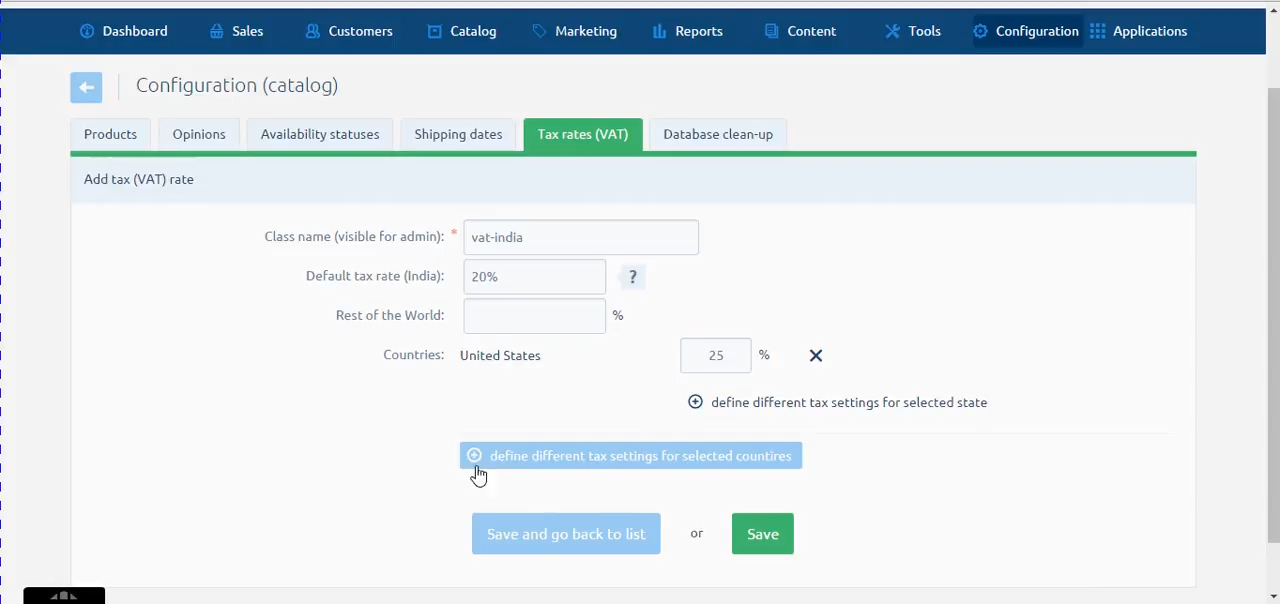 Dashboard Sales Customers Catalog Marketing Reports Content Tools Configuration Applications
Configuration (catalog)
Products Opinions Availability statuses Shipping dates Tax rates (VAT) Database clean-up
Add tax (VAT) rate
Class name (visible for admin): * vat-india
Default tax rate (India): 20% ?
Rest of the World: %
Countries: United States 25 %
define different tax settings for selected state
define different tax settings for selected countires
Save and go back to list or Save